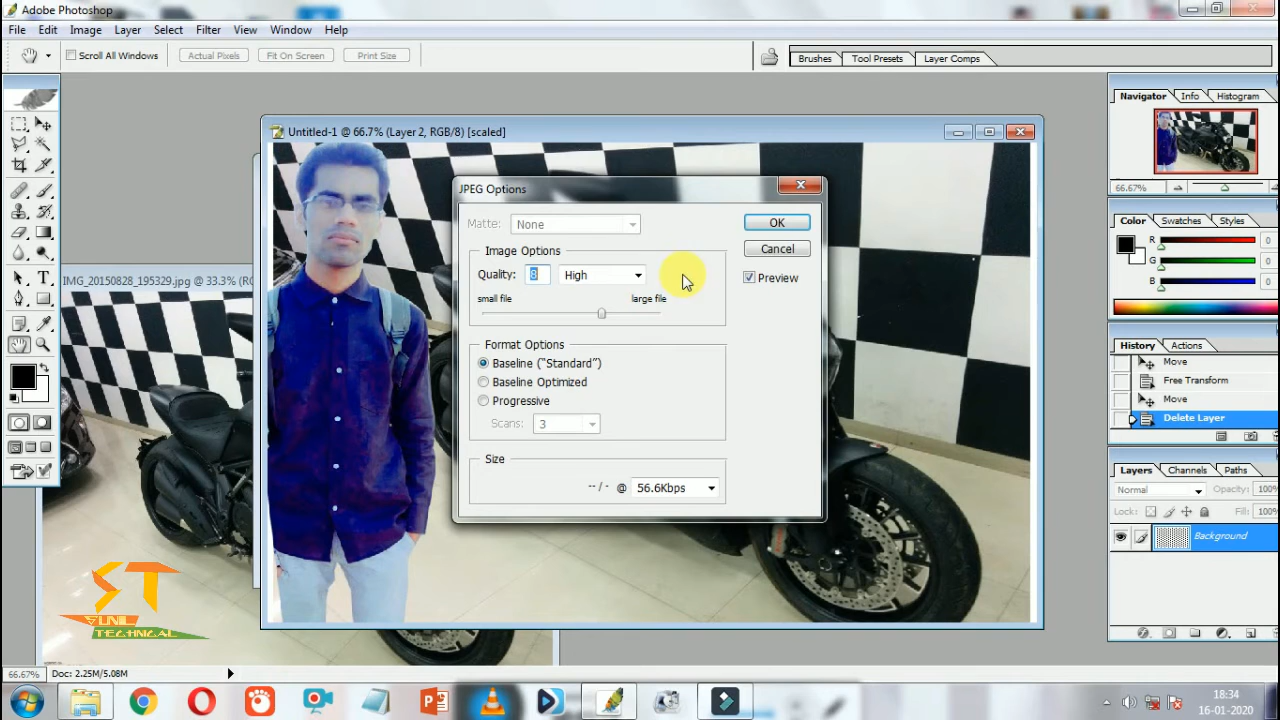 Adobe Photoshop
File Edit Image Layer Select Filter View Window Help
Scroll All Windows Actual Pixels Fit On Screen Print Size
Brushes Tool Presets Layer Comps
Navigator Info Histogram
Untitled-1 @ 66.7% (Layer 2, RGB/8) [scaled]
66.67%
JPEG Options
Matte: None
OK
Image Options
Cancel
Quality: 8 High
Preview
small file large file
Format Options
Baseline ("Standard")
Baseline Optimized
Progressive
Scans: 3
Size
-- / - @ 56.6Kbps
IMG_20150828_195329.jpg @ 33.3%
Color Swatches Styles
R 0
G 0
B 0
History Actions
Move
Free Transform
Move
Delete Layer
Layers Channels Paths
Normal Opacity: 100%
Lock: Fill: 100%
Background
ST
SUNIL
TECHNICAL
66.67% Doc: 2.25M/5.08M
18:34
16-01-2020